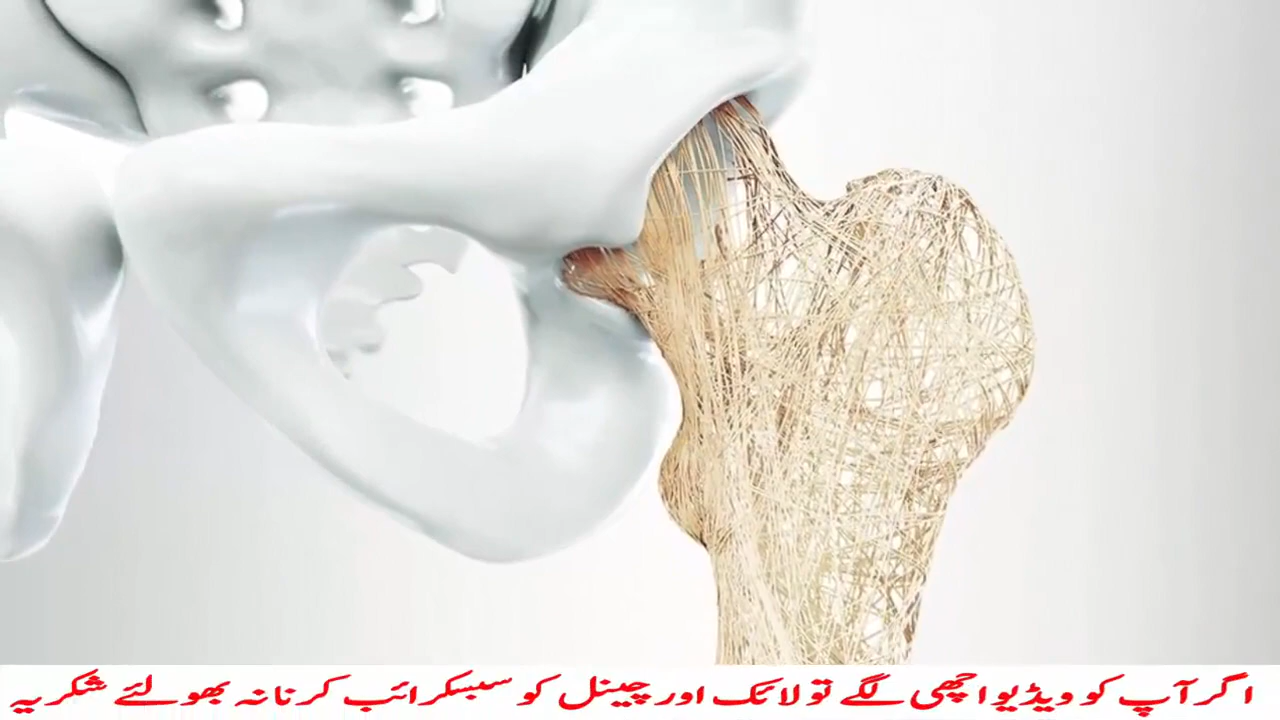 اگر آپ کو ویڈیو اچھی لگے تو لائک اور چینل کو سبسکرائب کرنا نہ بھولئے شکریہ